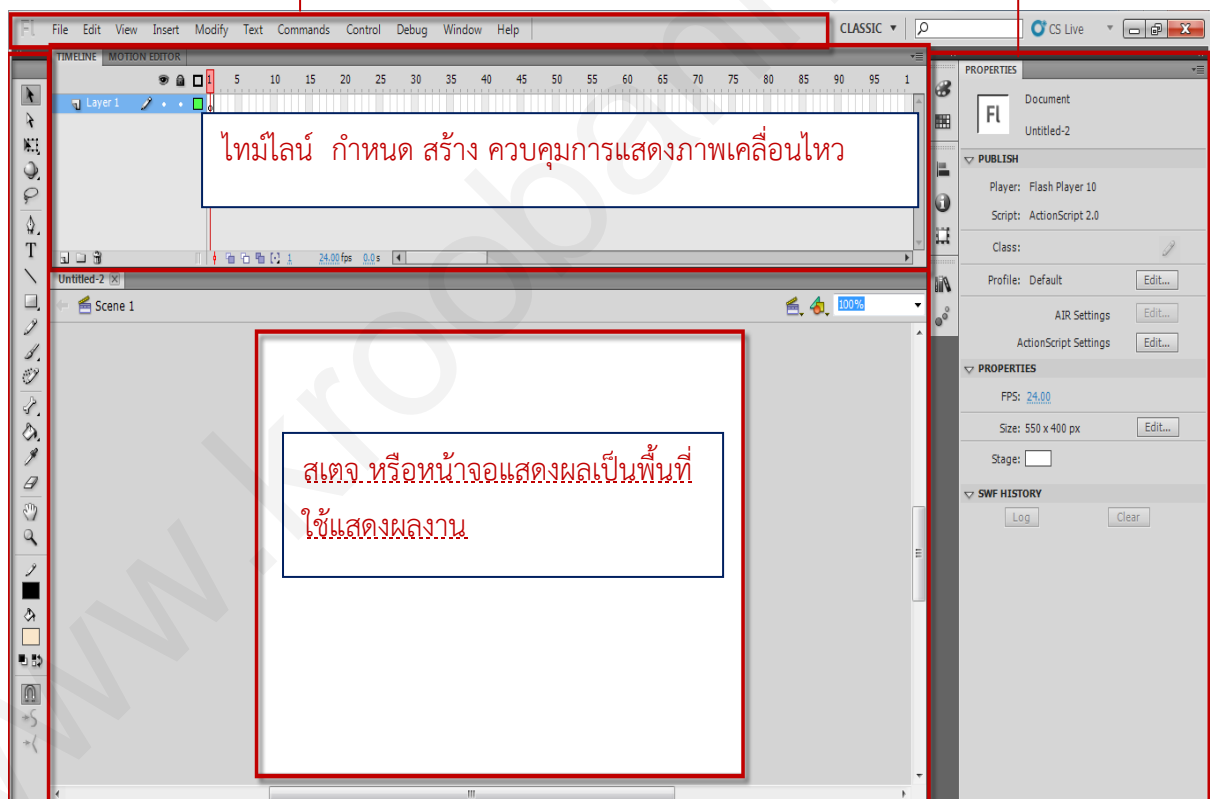 Fl File Edit View Insert Modify Text Commands Control Debug Window Help CLASSIC CS Live
TIMELINE MOTION EDITOR
1 5 10 15 20 25 30 35 40 45 50 55 60 65 70 75 80 85 90 95 1
Layer 1
ไทม์ไลน์ กำหนด สร้าง ควบคุมการแสดงภาพเคลื่อนไหว
1 24.00 fps 0.0 s
Untitled-2
Scene 1 100%
สเตจ หรือหน้าจอแสดงผลเป็นพื้นที่
ใช้แสดงผลงาน
PROPERTIES
Fl Document
Untitled-2
PUBLISH
Player: Flash Player 10
Script: ActionScript 2.0
Class:
Profile: Default Edit...
AIR Settings Edit...
ActionScript Settings Edit...
PROPERTIES
FPS: 24.00
Size: 550 x 400 px Edit...
Stage:
SWF HISTORY
Log Clear